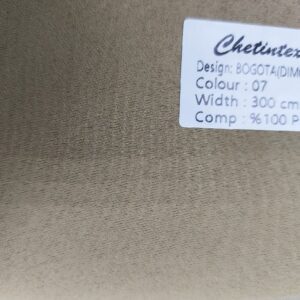 Chetintex
Design: BOGOTA(DIM
Colour : 07
Width : 300 cm
Comp : %100 P